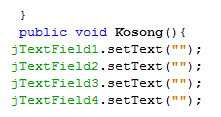 }
public void Kosong(){
jTextField1.setText("");
jTextField2.setText("");
jTextField3.setText("");
jTextField4.setText("");